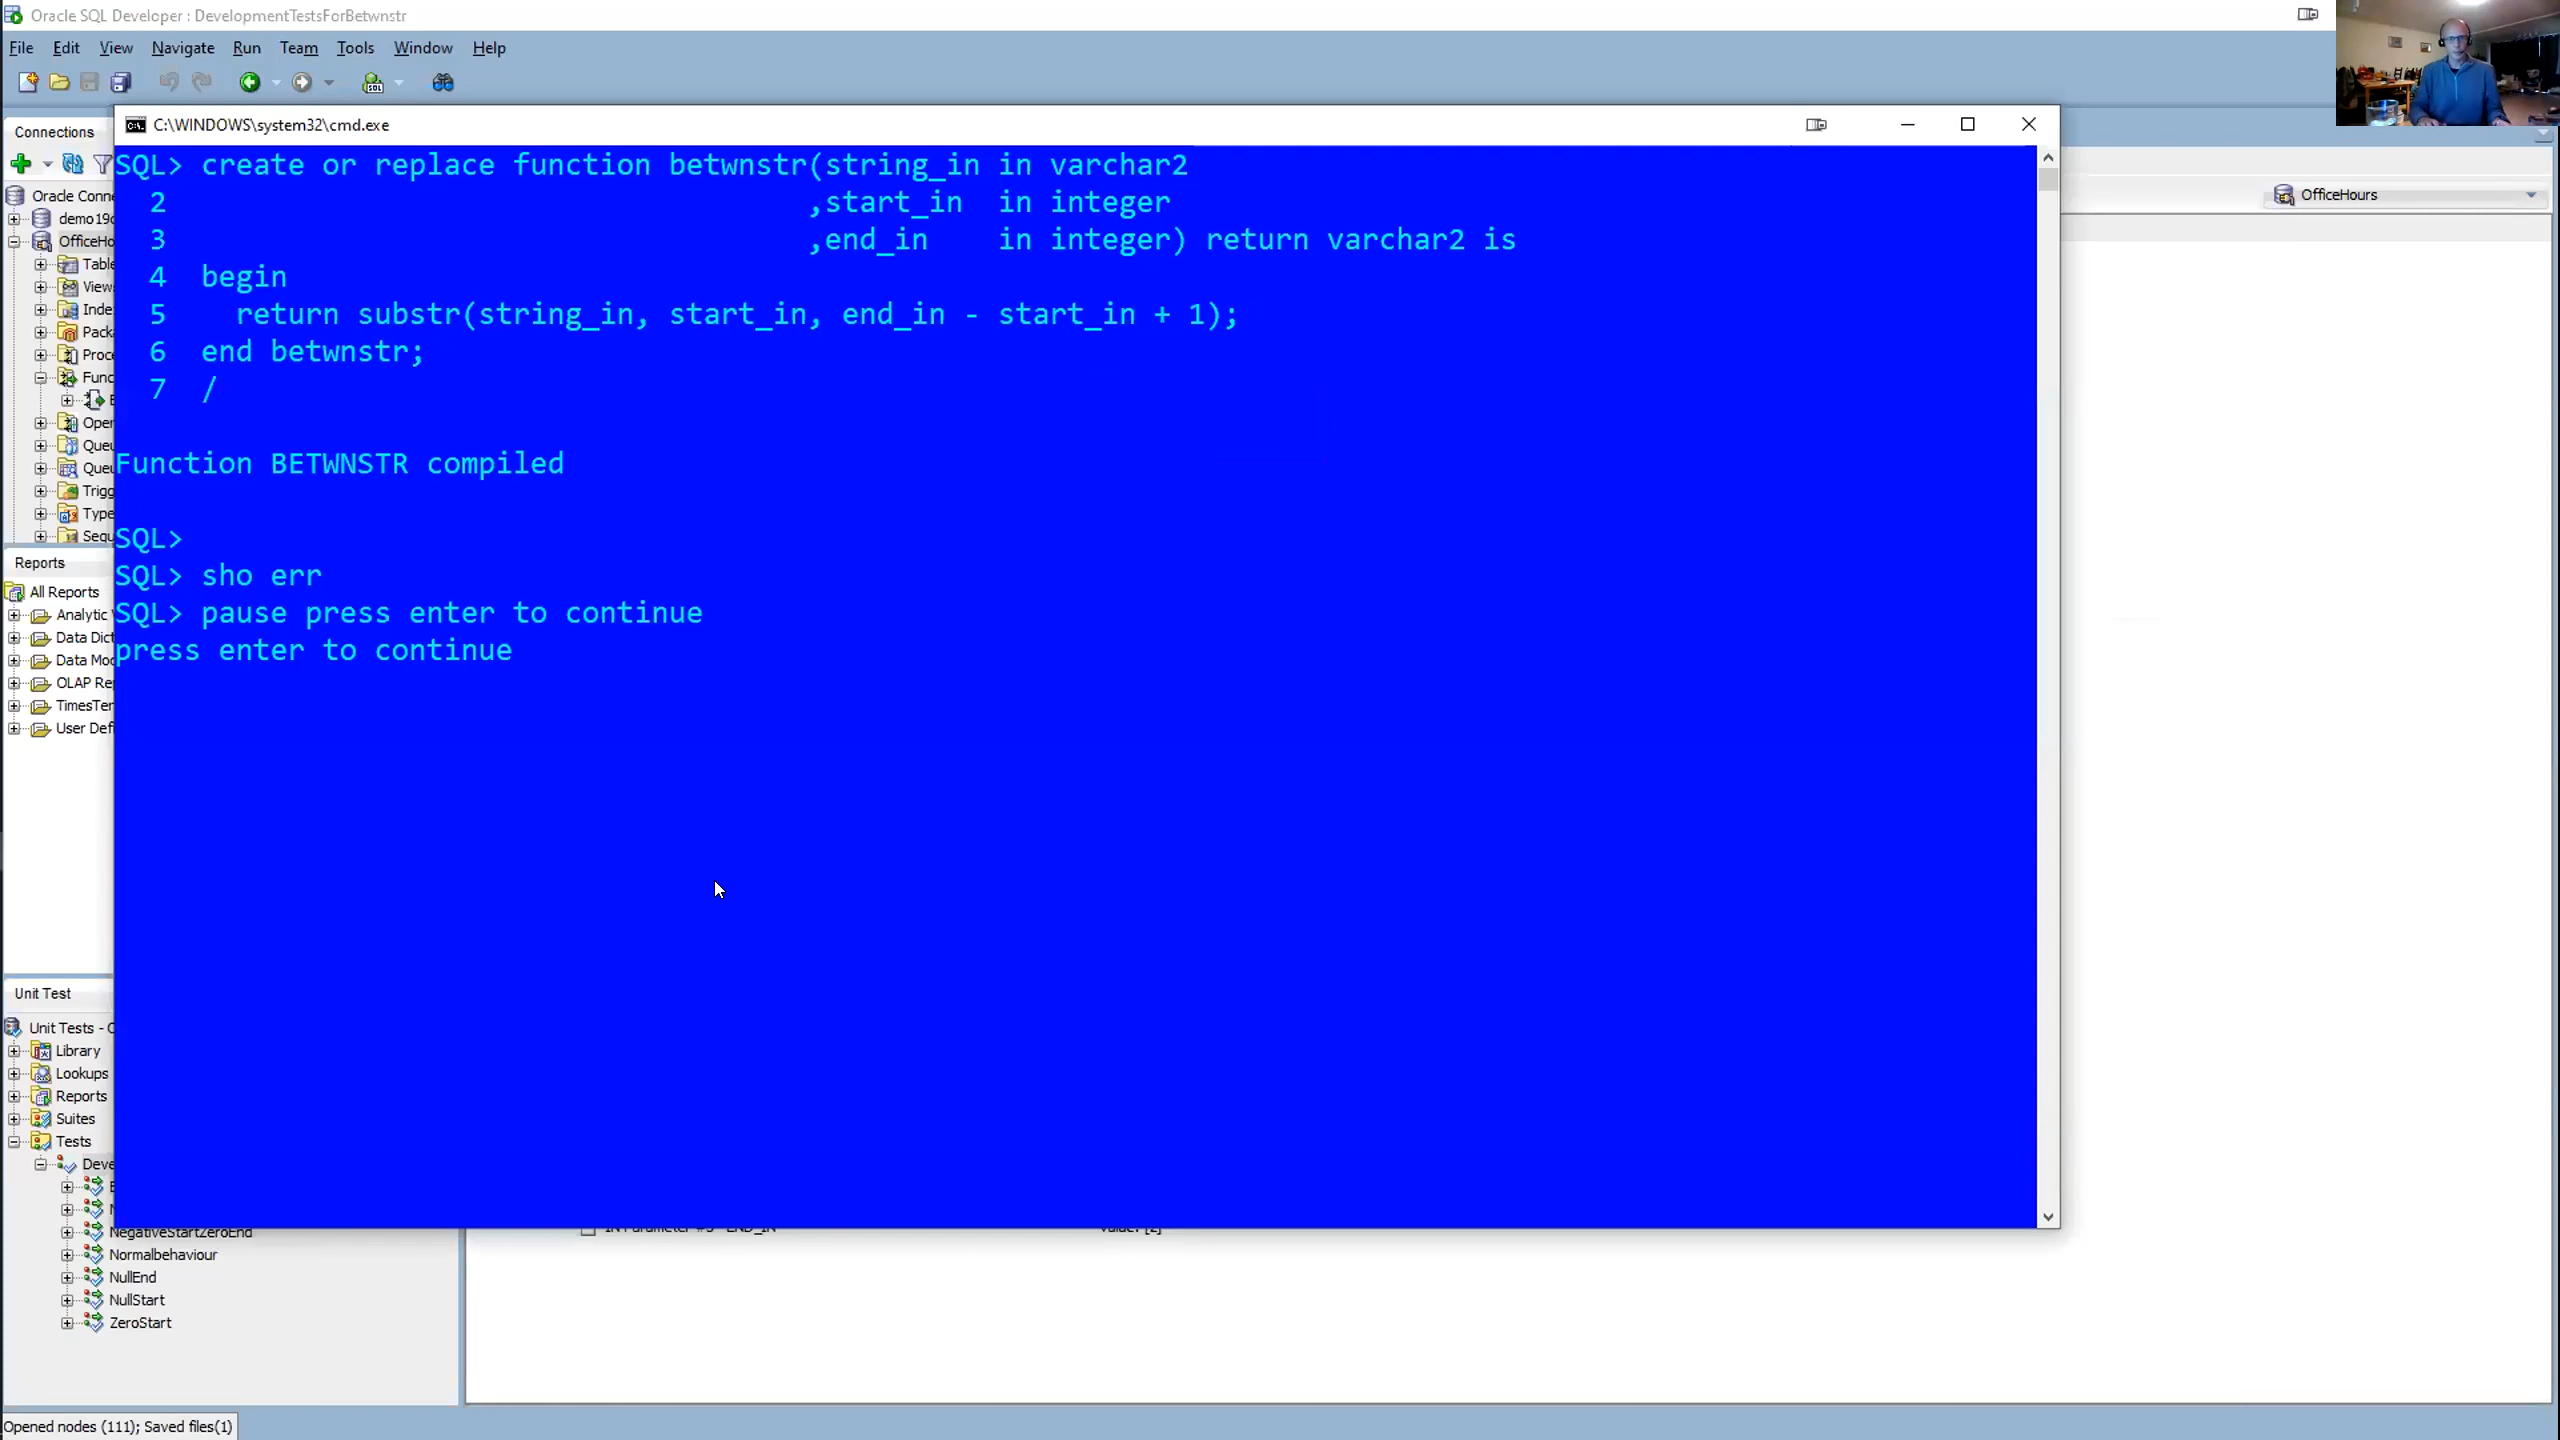 Oracle SQL Developer : DevelopmentTestsForBetwnstr
File Edit View Navigate Run Team Tools Window Help
Connections
Oracle Conn
demo19c
OfficeHo
Table
Views
Inde
Pack
Proce
Func
Oper
Queu
Queu
Trigg
Type
Sequ
Reports
All Reports
Analytic
Data Dict
Data Mod
OLAP Rep
TimesTen
User Defi
Unit Test
Unit Tests -
Library
Lookups
Reports
Suites
Tests
Deve
NegativeStartZeroEnd
Normalbehaviour
NullEnd
NullStart
ZeroStart
Opened nodes (111); Saved files(1)
C:\WINDOWS\system32\cmd.exe
SQL> create or replace function betwnstr(string_in in varchar2
2 ,start_in in integer
3 ,end_in in integer) return varchar2 is
4 begin
5 return substr(string_in, start_in, end_in - start_in + 1);
6 end betwnstr;
7 /
Function BETWNSTR compiled
SQL>
SQL> sho err
SQL> pause press enter to continue
press enter to continue
OfficeHours